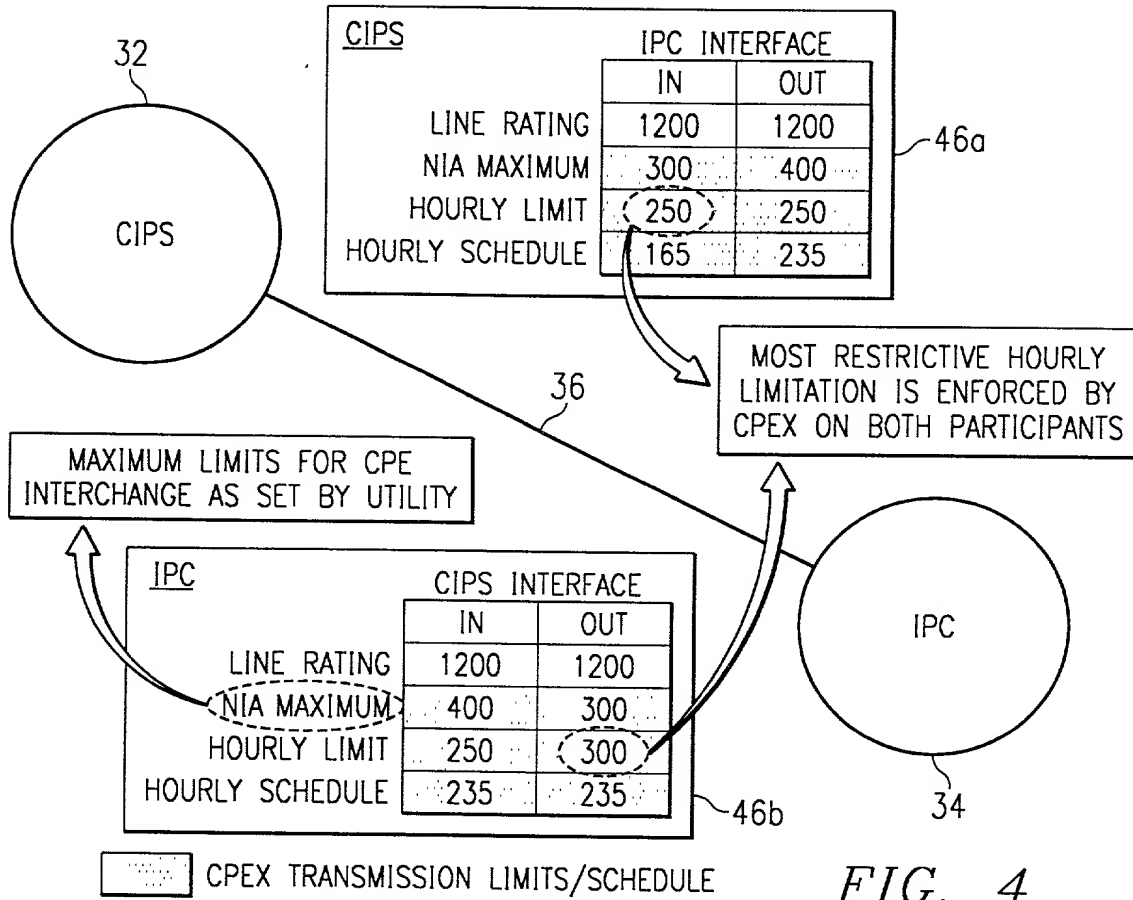 CIPS
IPC INTERFACE
IN OUT
LINE RATING 1200 1200
NIA MAXIMUM 300 400
HOURLY LIMIT 250 250
HOURLY SCHEDULE 165 235
46a
32
CIPS
36
MOST RESTRICTIVE HOURLY
LIMITATION IS ENFORCED BY
CPEX ON BOTH PARTICIPANTS
MAXIMUM LIMITS FOR CPE
INTERCHANGE AS SET BY UTILITY
IPC
CIPS INTERFACE
IN OUT
LINE RATING 1200 1200
NIA MAXIMUM 400 300
HOURLY LIMIT 250 300
HOURLY SCHEDULE 235 235
46b
IPC
34
CPEX TRANSMISSION LIMITS/SCHEDULE
FIG. 4